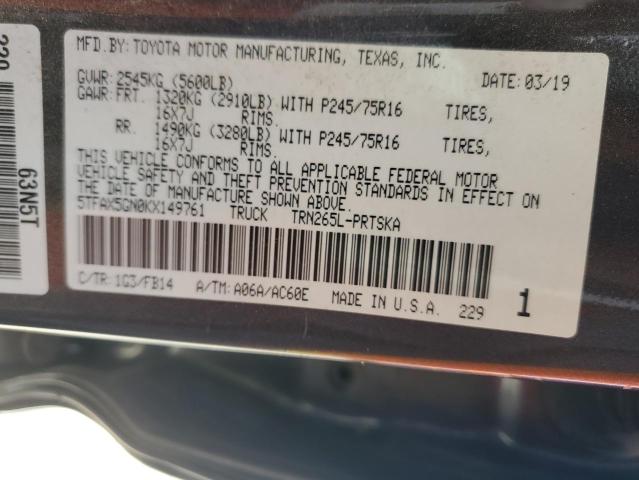 MFD.BY: TOYOTA MOTOR MANUFACTURING, TEXAS, INC.
GVWR: 2545KG (5600LB) DATE: 03/19
GAWR: FRT. 1320KG (2910LB) WITH P245/75R16 TIRES,
16X7J RIMS.
RR. 1490KG (3280LB) WITH P245/75R16 TIRES,
16X7J RIMS.
THIS VEHICLE CONFORMS TO ALL APPLICABLE FEDERAL MOTOR
VEHICLE SAFETY AND THEFT PREVENTION STANDARDS IN EFFECT ON
THE DATE OF MANUFACTURE SHOWN ABOVE.
5TFAX5GN0KX149761 TRUCK TRN265L-PRTSKA
C/TR: 1G3/FB14 A/TM: A06A/AC60E MADE IN U.S.A. 229 1
63N5T